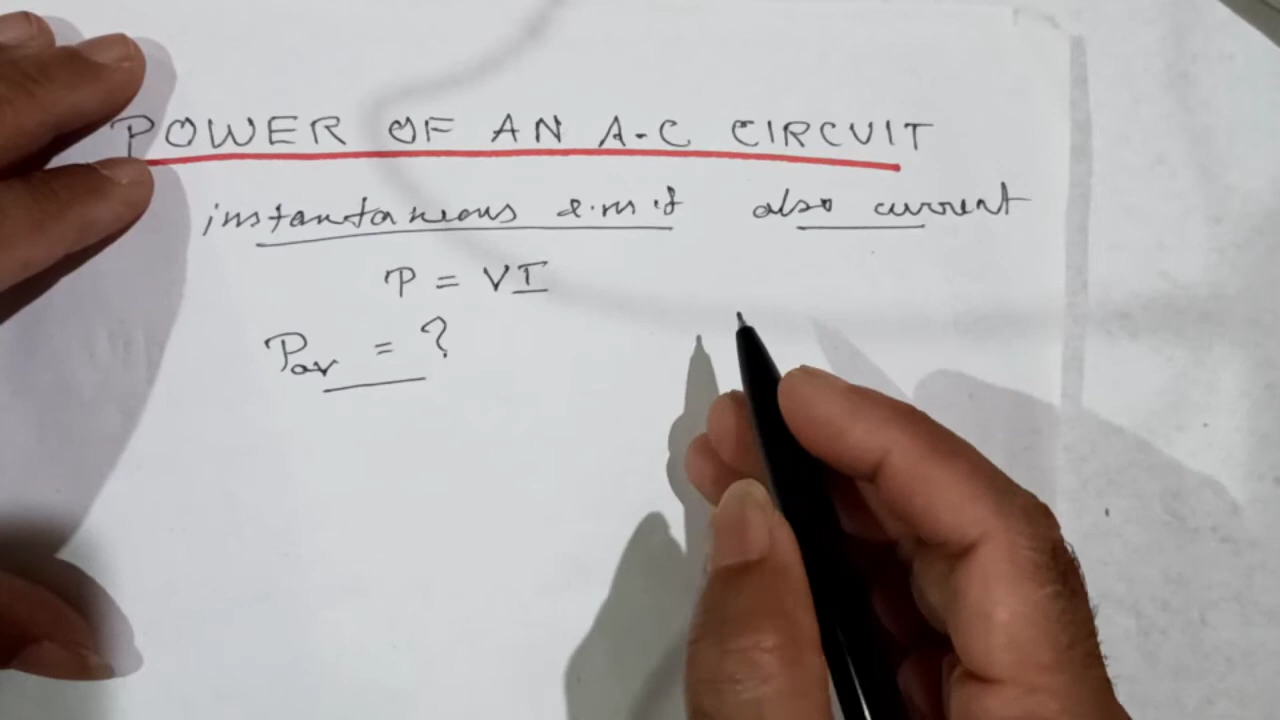 POWER OF AN A-C CIRCUIT
instantaneous e.m.f also current
P = VI
Pav = ?